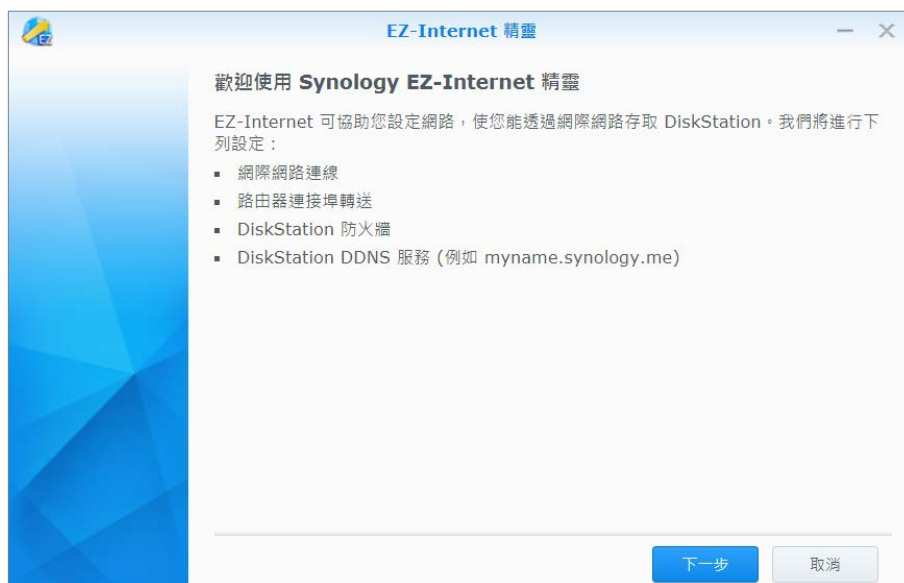 EZ
EZ-Internet 精靈
歡迎使用 Synology EZ-Internet 精靈
EZ-Internet 可協助您設定網路，使您能透過網際網路存取 DiskStation。我們將進行下
列設定：
▪ 網際網路連線
▪ 路由器連接埠轉送
▪ DiskStation 防火牆
▪ DiskStation DDNS 服務 (例如 myname.synology.me)
下一步
取消